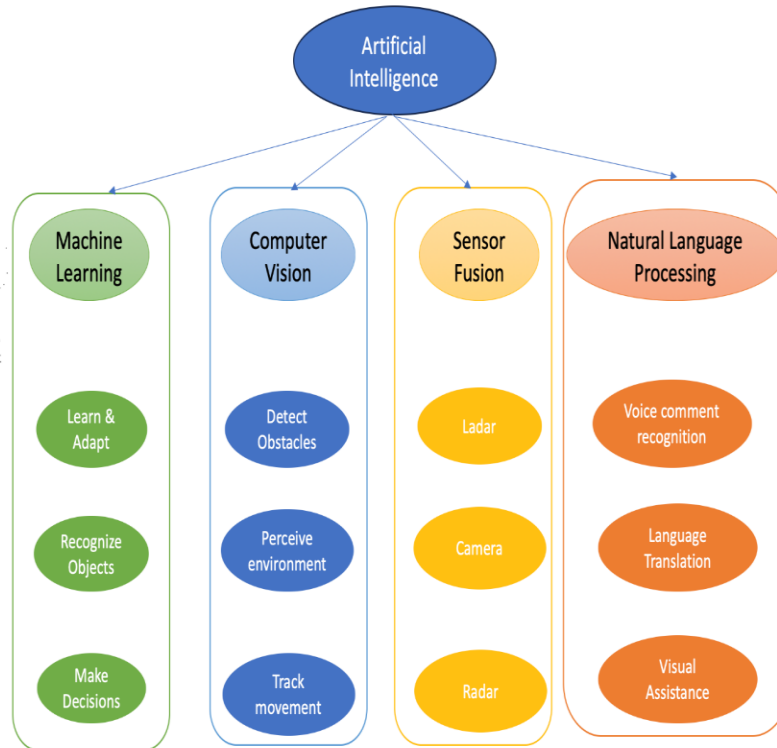 Artificial
Intelligence
Machine
Learning
Computer
Vision
Sensor
Fusion
Natural Language
Processing
Learn &
Adapt
Detect
Obstacles
Ladar
Voice comment
recognition
Recognize
Objects
Perceive
environment
Camera
Language
Translation
Make
Decisions
Track
movement
Radar
Visual
Assistance